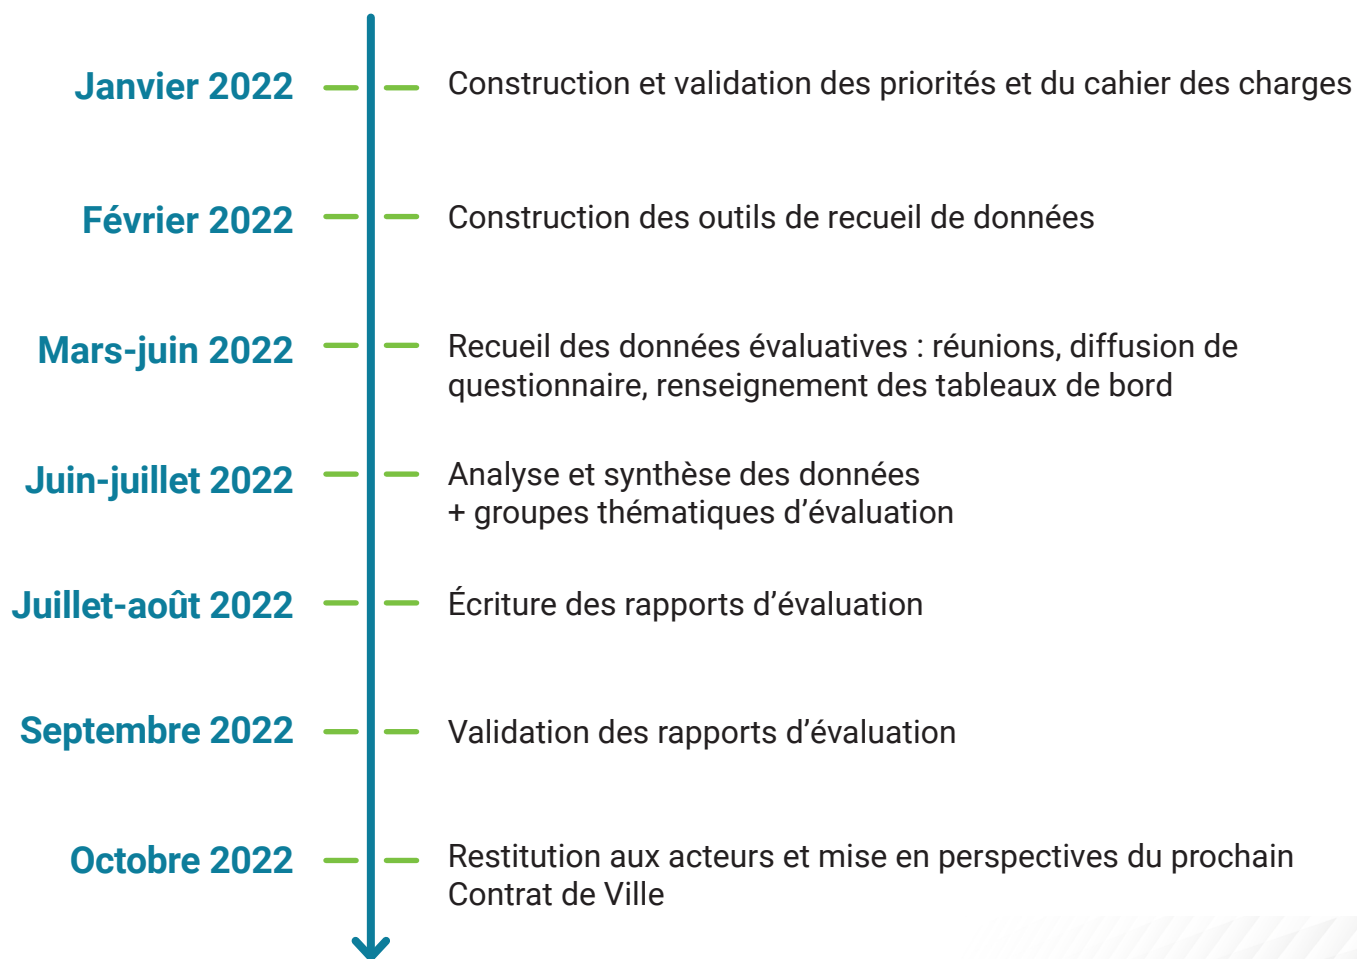 Janvier 2022
Construction et validation des priorités et du cahier des charges
Février 2022
Construction des outils de recueil de données
Mars-juin 2022
Recueil des données évaluatives : réunions, diffusion de
questionnaire, renseignement des tableaux de bord
Juin-juillet 2022
Analyse et synthèse des données
+ groupes thématiques d’évaluation
Juillet-août 2022
Écriture des rapports d’évaluation
Septembre 2022
Validation des rapports d’évaluation
Octobre 2022
Restitution aux acteurs et mise en perspectives du prochain
Contrat de Ville